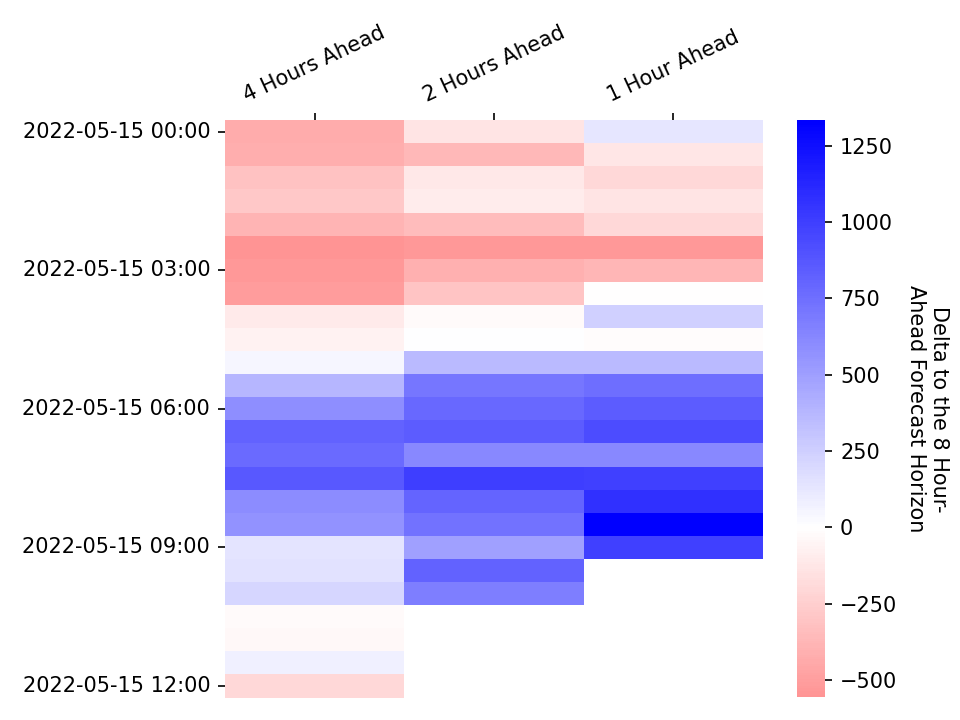 4 Hours Ahead
2 Hours Ahead
1 Hour Ahead
2022-05-15 00:00
2022-05-15 03:00
2022-05-15 06:00
2022-05-15 09:00
2022-05-15 12:00
1250
1000
750
500
250
0
−250
−500
Delta to the 8 Hour-
Ahead Forecast Horizon